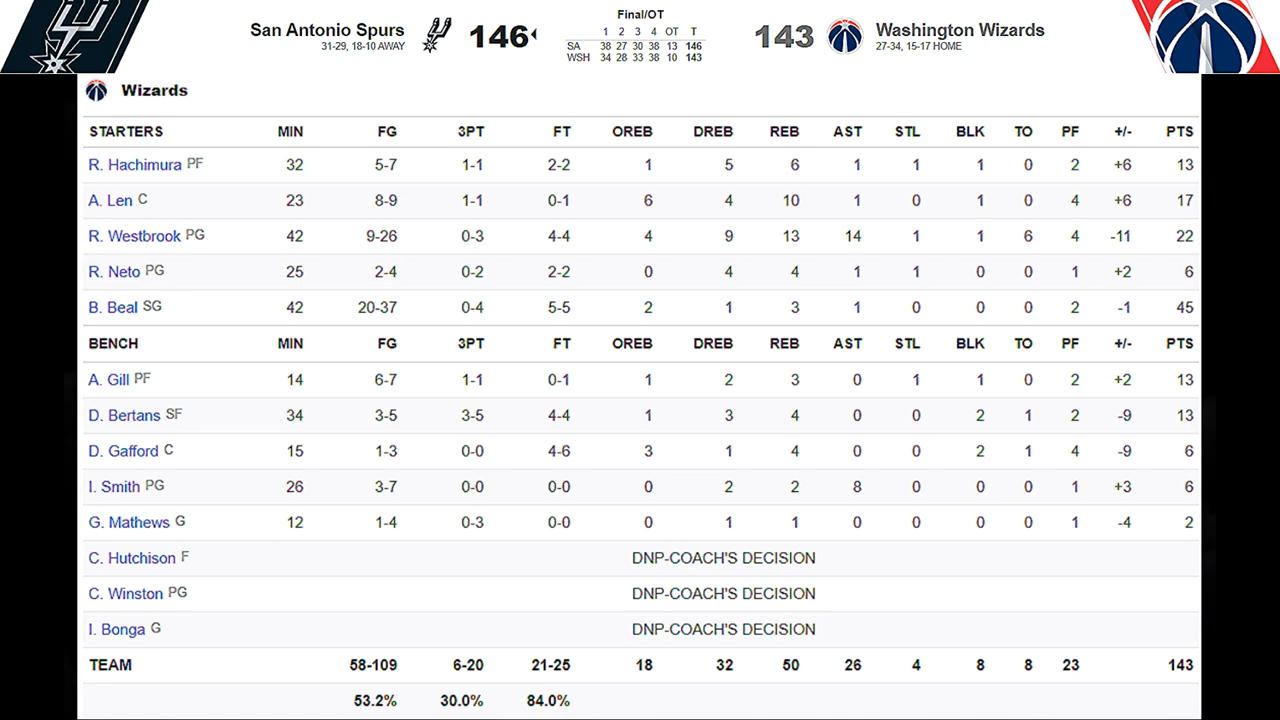 Final/OT
San Antonio Spurs 146 1 2 3 4 OT T 143 Washington Wizards
31-29, 18-10 AWAY SA 38 27 30 38 13 146 27-34, 15-17 HOME
WSH 34 28 33 38 10 143
Wizards
STARTERS MIN FG 3PT FT OREB DREB REB AST STL BLK TO PF +/- PTS
R. Hachimura PF 32 5-7 1-1 2-2 1 5 6 1 1 1 0 2 +6 13
A. Len C 23 8-9 1-1 0-1 6 4 10 1 0 1 0 4 +6 17
R. Westbrook PG 42 9-26 0-3 4-4 4 9 13 14 1 1 6 4 -11 22
R. Neto PG 25 2-4 0-2 2-2 0 4 4 1 1 0 0 1 +2 6
B. Beal SG 42 20-37 0-4 5-5 2 1 3 1 0 0 0 2 -1 45
BENCH MIN FG 3PT FT OREB DREB REB AST STL BLK TO PF +/- PTS
A. Gill PF 14 6-7 1-1 0-1 1 2 3 0 1 1 0 2 +2 13
D. Bertans SF 34 3-5 3-5 4-4 1 3 4 0 0 2 1 2 -9 13
D. Gafford C 15 1-3 0-0 4-6 3 1 4 0 0 2 1 4 -9 6
I. Smith PG 26 3-7 0-0 0-0 0 2 2 8 0 0 0 1 +3 6
G. Mathews G 12 1-4 0-3 0-0 0 1 1 0 0 0 0 1 -4 2
C. Hutchison F DNP-COACH'S DECISION
C. Winston PG DNP-COACH'S DECISION
I. Bonga G DNP-COACH'S DECISION
TEAM 58-109 6-20 21-25 18 32 50 26 4 8 8 23 143
53.2% 30.0% 84.0%